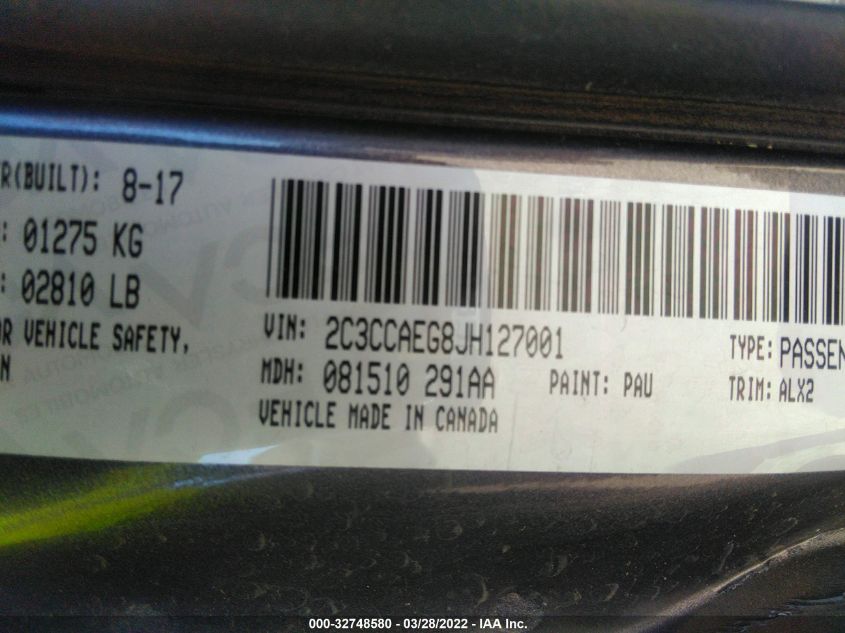 R(BUILT): 8-17
: 01275 KG
: 02810 LB
OR VEHICLE SAFETY,
N
VIN: 2C3CCAEG8JH127001
TYPE: PASSEN
MDH: 081510 291AA
PAINT: PAU
TRIM: ALX2
VEHICLE MADE IN CANADA
000-32748580 - 03/28/2022 - IAA Inc.